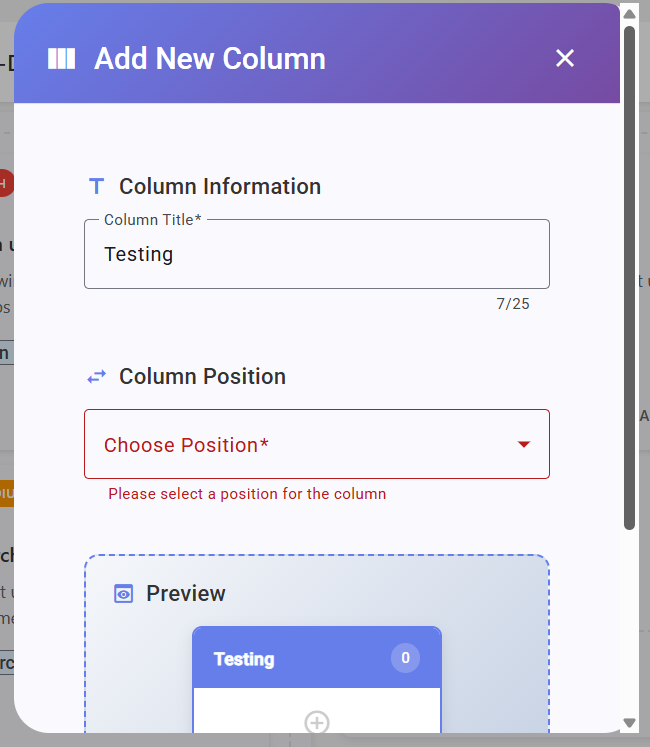 Add New Column
Column Information
Column Title*
Testing
7/25
Column Position
Choose Position*
Please select a position for the column
Preview
Testing
0